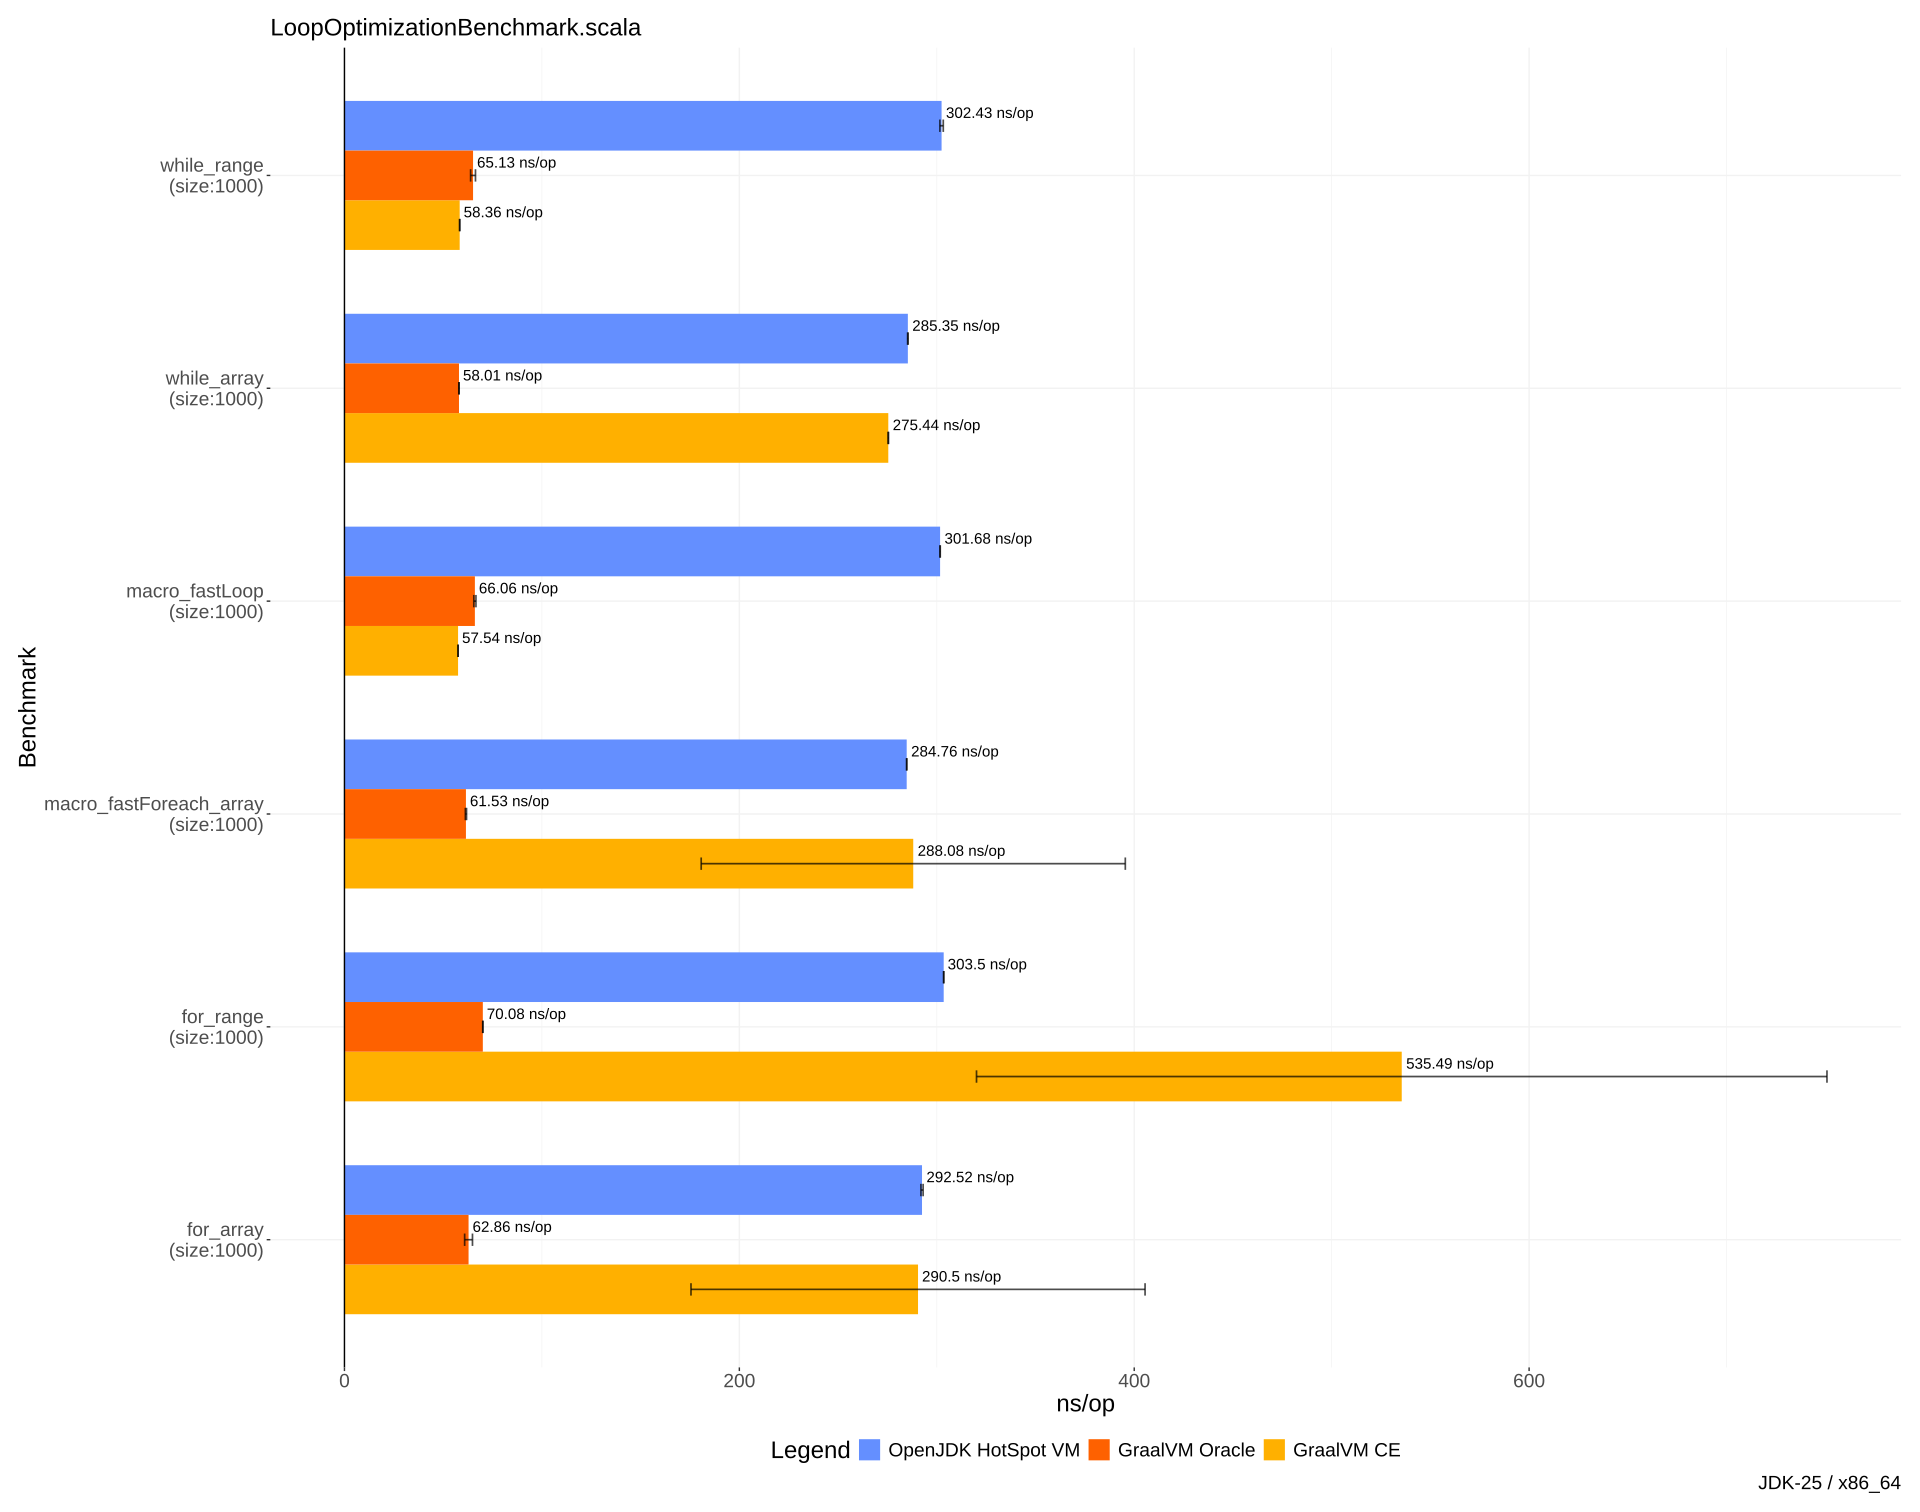 LoopOptimizationBenchmark.scala
while_range
(size:1000)
302.43 ns/op
65.13 ns/op
58.36 ns/op
while_array
(size:1000)
285.35 ns/op
58.01 ns/op
275.44 ns/op
macro_fastLoop
(size:1000)
301.68 ns/op
66.06 ns/op
57.54 ns/op
macro_fastForeach_array
(size:1000)
284.76 ns/op
61.53 ns/op
288.08 ns/op
for_range
(size:1000)
303.5 ns/op
70.08 ns/op
535.49 ns/op
for_array
(size:1000)
292.52 ns/op
62.86 ns/op
290.5 ns/op
Benchmark
0 200 400 600
ns/op
Legend OpenJDK HotSpot VM GraalVM Oracle GraalVM CE
JDK-25 / x86_64